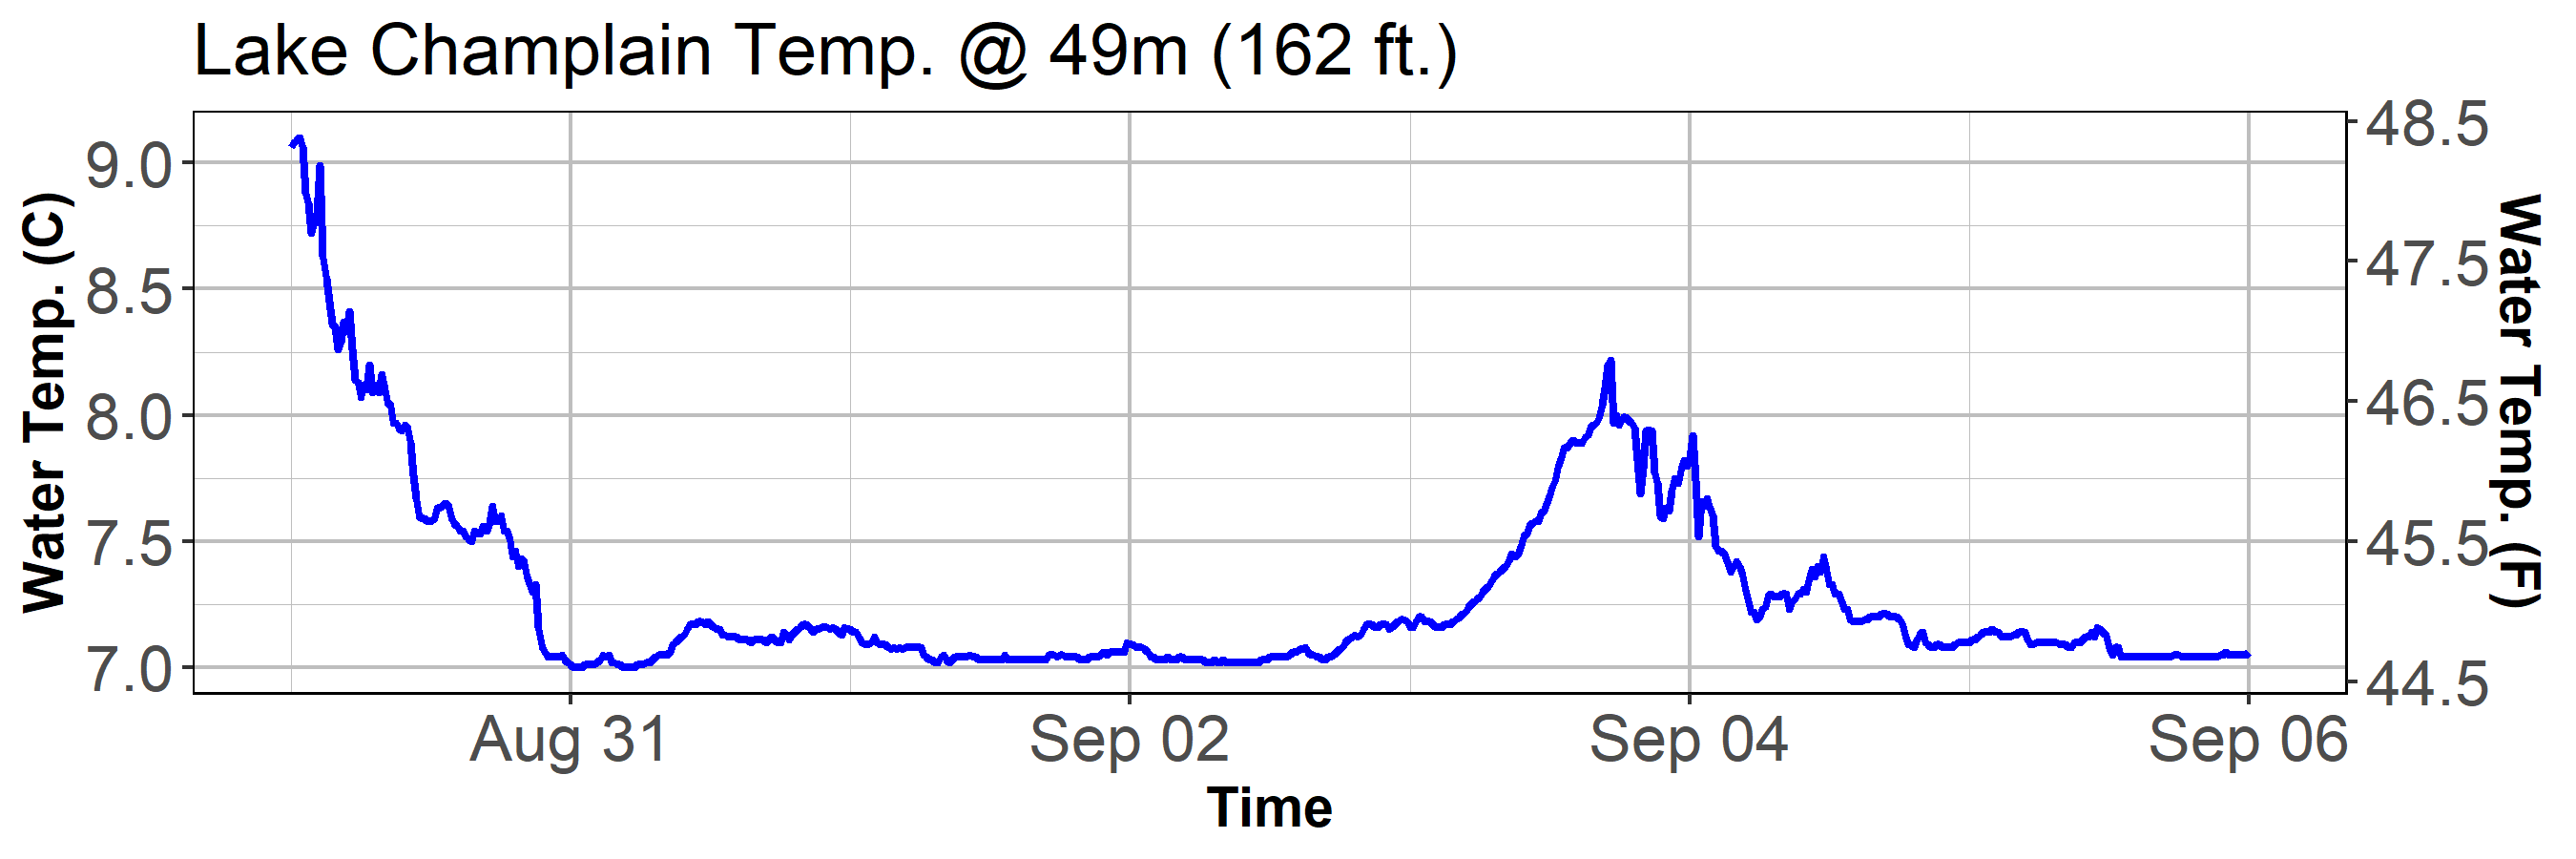 Lake Champlain Temp. @ 49m (162 ft.)
Water Temp. (C)
9.0
8.5
8.0
7.5
7.0
48.5
47.5
46.5
45.5
44.5
Water Temp. (F)
Aug 31
Sep 02
Sep 04
Sep 06
Time